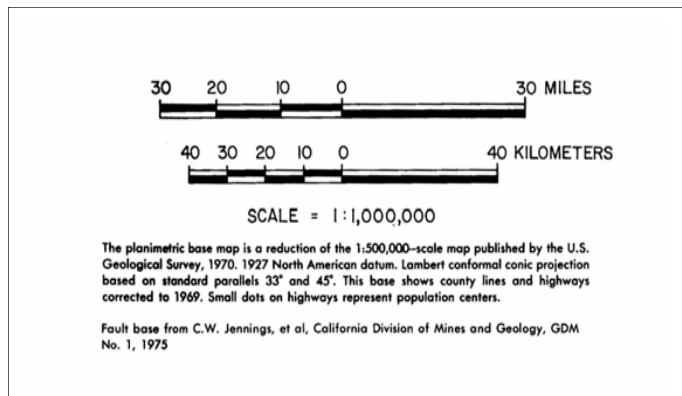 30 20 10 0 30 MILES
40 30 20 10 0 40 KILOMETERS
SCALE = 1:1,000,000
The planimetric base map is a reduction of the 1:500,000-scale map published by the U.S.
Geological Survey, 1970. 1927 North American datum. Lambert conformal conic projection
based on standard parallels 33° and 45°. This base shows county lines and highways
corrected to 1969. Small dots on highways represent population centers.
Fault base from C.W. Jennings, et al, California Division of Mines and Geology, GDM
No. 1, 1975